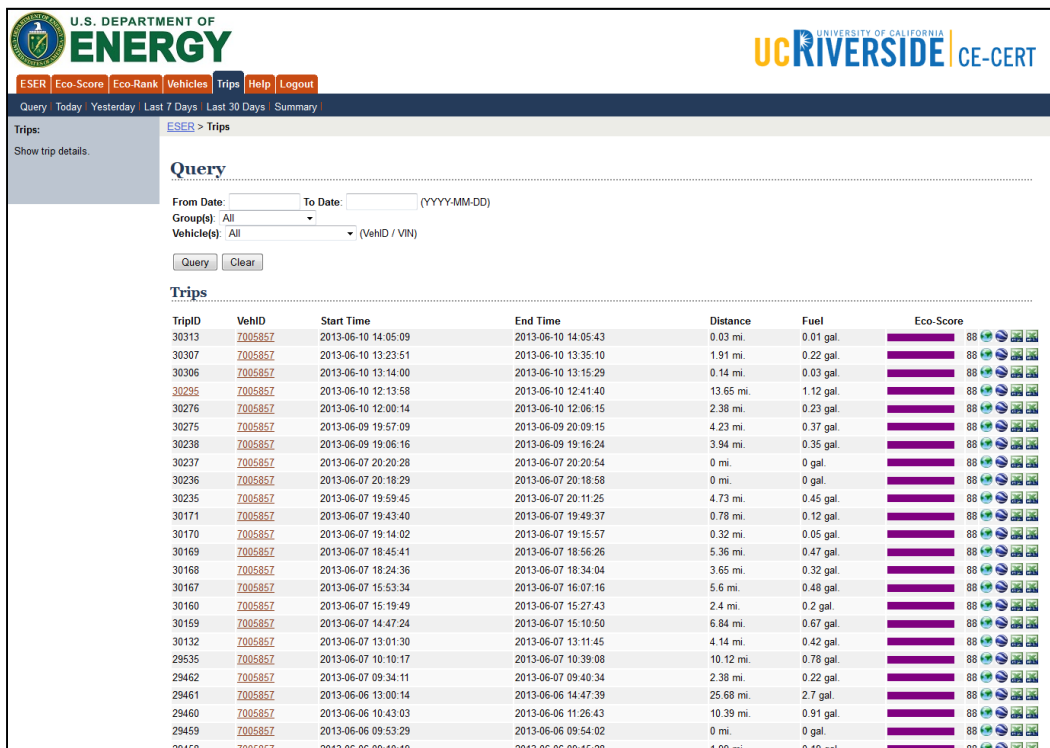 U.S. DEPARTMENT OF
ENERGY
UNIVERSITY OF CALIFORNIA
UCRIVERSIDE CE-CERT
ESER Eco-Score Eco-Rank Vehicles Trips Help Logout
Query | Today | Yesterday | Last 7 Days | Last 30 Days | Summary |
Trips:
Show trip details.
ESER > Trips
Query
From Date: To Date: (YYYY-MM-DD)
Group(s): All
Vehicle(s): All (VehID / VIN)
Query Clear
Trips
TripID VehID Start Time End Time Distance Fuel Eco-Score
30313 7005857 2013-06-10 14:05:09 2013-06-10 14:05:43 0.03 mi. 0.01 gal. 88
30307 7005857 2013-06-10 13:23:51 2013-06-10 13:35:10 1.91 mi. 0.22 gal. 88
30306 7005857 2013-06-10 13:14:00 2013-06-10 13:15:29 0.14 mi. 0.03 gal. 88
30295 7005857 2013-06-10 12:13:58 2013-06-10 12:41:40 13.65 mi. 1.12 gal. 88
30276 7005857 2013-06-10 12:00:14 2013-06-10 12:06:15 2.38 mi. 0.23 gal. 88
30275 7005857 2013-06-09 19:57:09 2013-06-09 20:09:15 4.23 mi. 0.37 gal. 88
30238 7005857 2013-06-09 19:06:16 2013-06-09 19:16:24 3.94 mi. 0.35 gal. 88
30237 7005857 2013-06-07 20:20:28 2013-06-07 20:20:54 0 mi. 0 gal. 88
30236 7005857 2013-06-07 20:18:29 2013-06-07 20:18:58 0 mi. 0 gal. 88
30235 7005857 2013-06-07 19:59:45 2013-06-07 20:11:25 4.73 mi. 0.45 gal. 88
30171 7005857 2013-06-07 19:43:40 2013-06-07 19:49:37 0.78 mi. 0.12 gal. 88
30170 7005857 2013-06-07 19:14:02 2013-06-07 19:15:57 0.32 mi. 0.05 gal. 88
30169 7005857 2013-06-07 18:45:41 2013-06-07 18:56:26 5.36 mi. 0.47 gal. 88
30168 7005857 2013-06-07 18:24:36 2013-06-07 18:34:04 3.65 mi. 0.32 gal. 88
30167 7005857 2013-06-07 15:53:34 2013-06-07 16:07:16 5.6 mi. 0.48 gal. 88
30160 7005857 2013-06-07 15:19:49 2013-06-07 15:27:43 2.4 mi. 0.2 gal. 88
30159 7005857 2013-06-07 14:47:24 2013-06-07 15:10:50 6.84 mi. 0.67 gal. 88
30132 7005857 2013-06-07 13:01:30 2013-06-07 13:11:45 4.14 mi. 0.42 gal. 88
29535 7005857 2013-06-07 10:10:17 2013-06-07 10:39:08 10.12 mi. 0.78 gal. 88
29462 7005857 2013-06-07 09:34:11 2013-06-07 09:40:34 2.38 mi. 0.22 gal. 88
29461 7005857 2013-06-06 13:00:14 2013-06-06 14:47:39 25.68 mi. 2.7 gal. 88
29460 7005857 2013-06-06 10:43:03 2013-06-06 11:26:43 10.39 mi. 0.91 gal. 88
29459 7005857 2013-06-06 09:53:29 2013-06-06 09:54:02 0 mi. 0 gal. 88